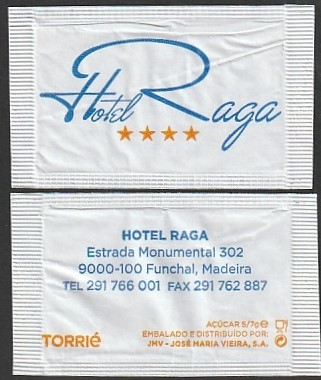 Hotel Raga
HOTEL RAGA
Estrada Monumental 302
9000-100 Funchal, Madeira
TEL 291 766 001 FAX 291 762 887
AÇÚCAR 5/7g℮
TORRIé
EMBALADO E DISTRIBUÍDO POR:
JMV - JOSÉ MARIA VIEIRA, S.A.